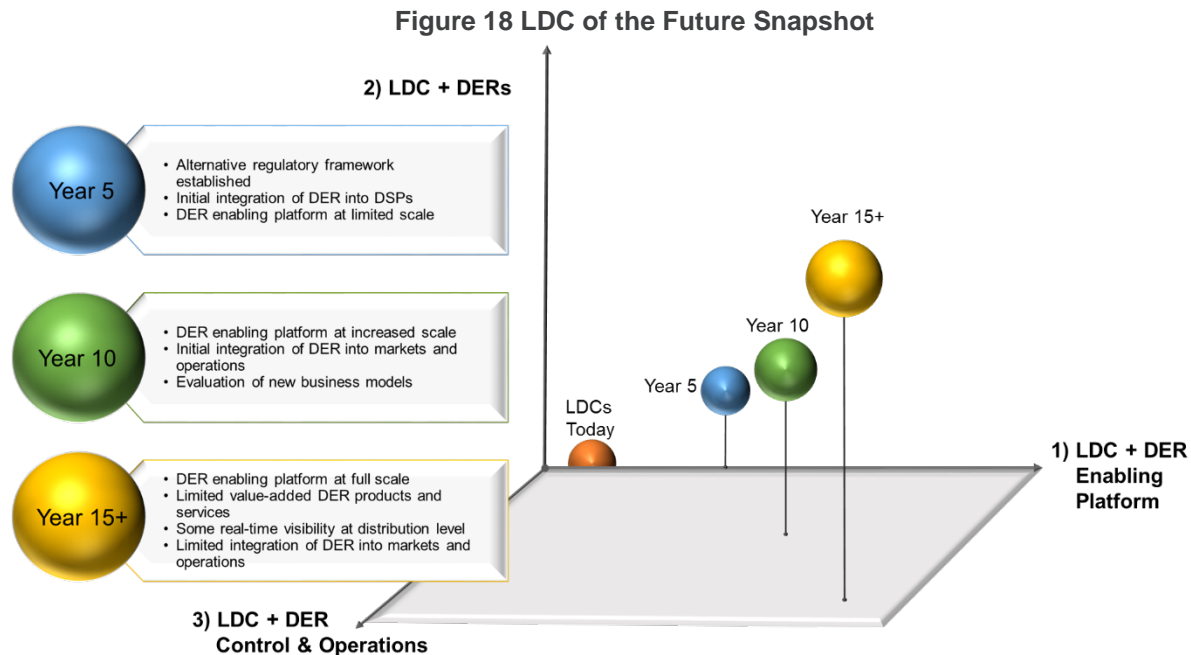 Figure 18 LDC of the Future Snapshot
2) LDC + DERs
Year 5
• Alternative regulatory framework
established
• Initial integration of DER into DSPs
• DER enabling platform at limited scale
Year 10
• DER enabling platform at increased scale
• Initial integration of DER into markets and
operations
• Evaluation of new business models
Year 15+
• DER enabling platform at full scale
• Limited value-added DER products and
services
• Some real-time visibility at distribution level
• Limited integration of DER into markets and
operations
LDCs
Today
Year 5
Year 10
Year 15+
1) LDC + DER
Enabling
Platform
3) LDC + DER
Control & Operations